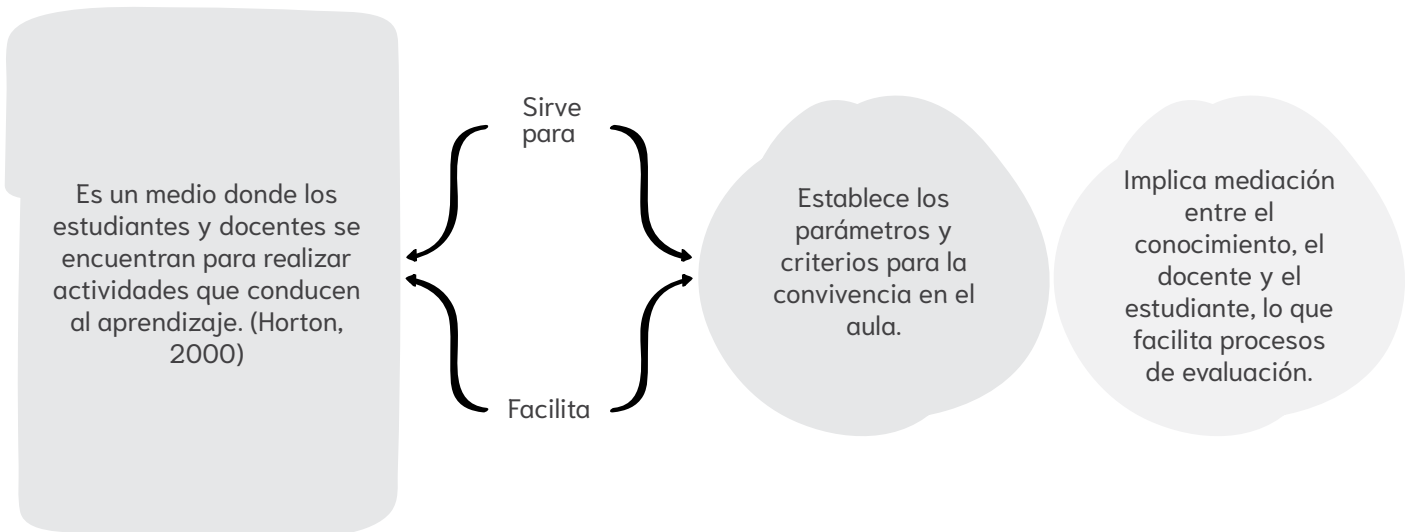 Es un medio donde los
estudiantes y docentes se
encuentran para realizar
actividades que conducen
al aprendizaje. (Horton,
2000)
Sirve
para
Facilita
Establece los
parámetros y
criterios para la
convivencia en el
aula.
Implica mediación
entre el
conocimiento, el
docente y el
estudiante, lo que
facilita procesos
de evaluación.